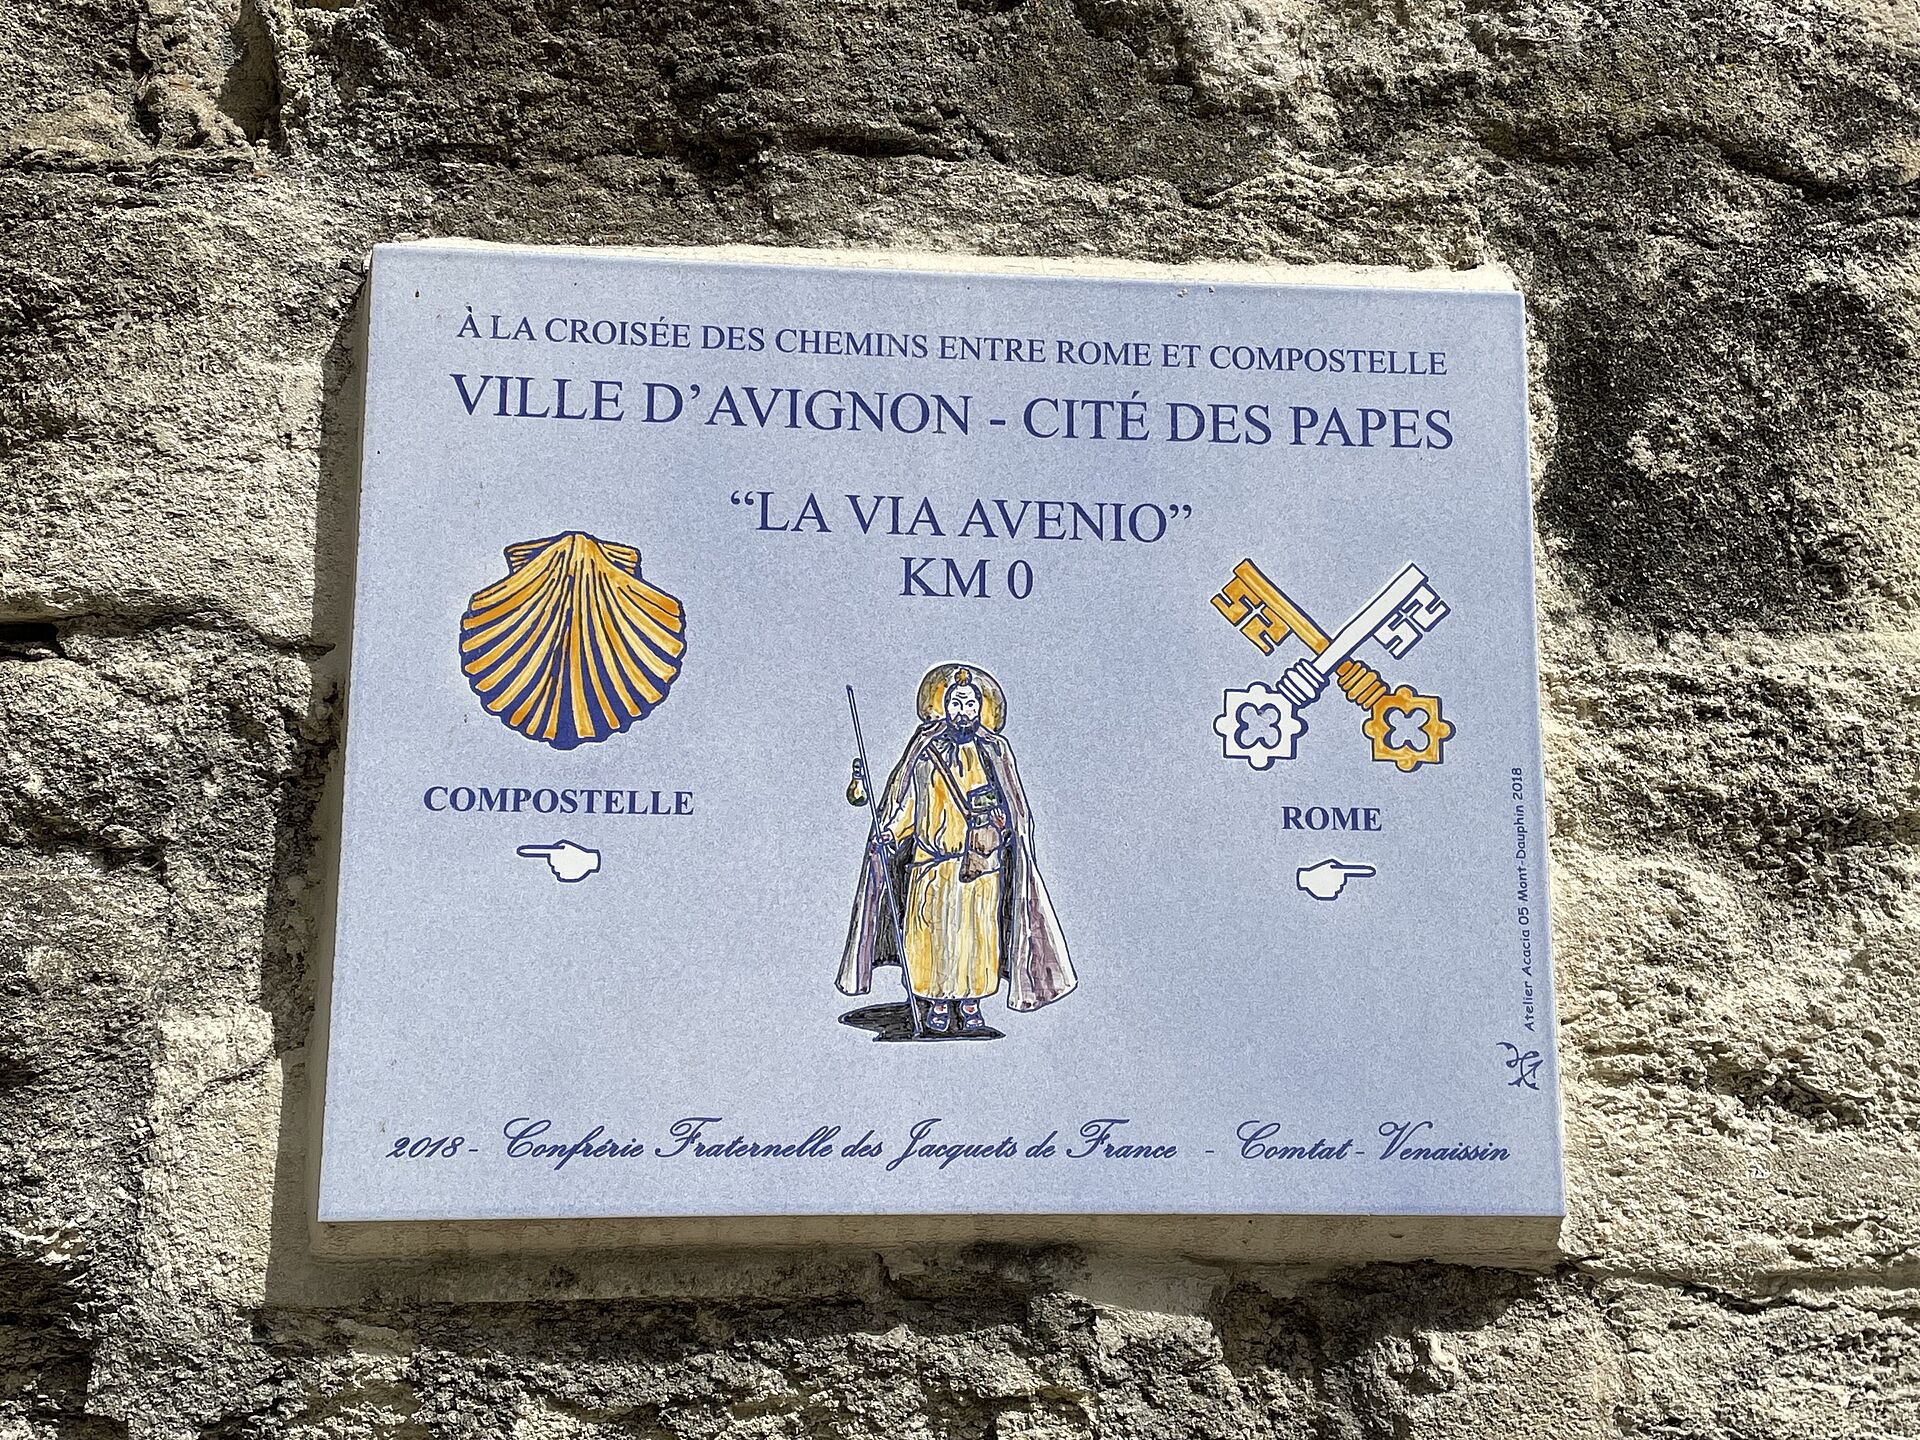 À LA CROISÉE DES CHEMINS ENTRE ROME ET COMPOSTELLE
VILLE D’AVIGNON - CITÉ DES PAPES
“LA VIA AVENIO”
KM 0
COMPOSTELLE
ROME
Atelier Acacia 05 Mont-Dauphin 2018
2018 - Confrérie Fraternelle des Jacquets de France - Comtat - Venaissin